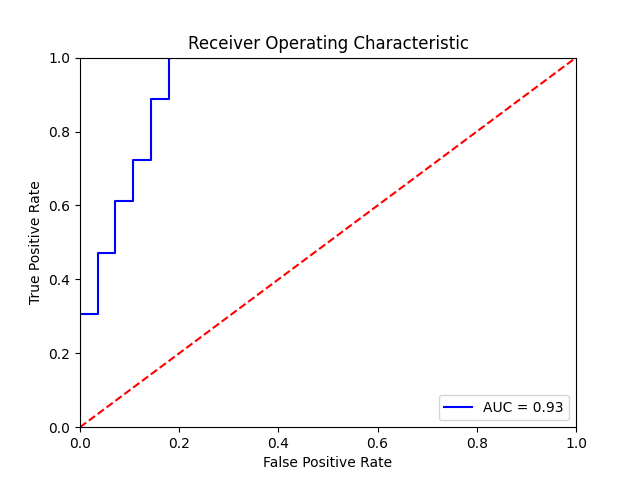 Receiver Operating Characteristic
True Positive Rate
1.0
0.8
0.6
0.4
0.2
0.0
0.0 0.2 0.4 0.6 0.8 1.0
False Positive Rate
AUC = 0.93